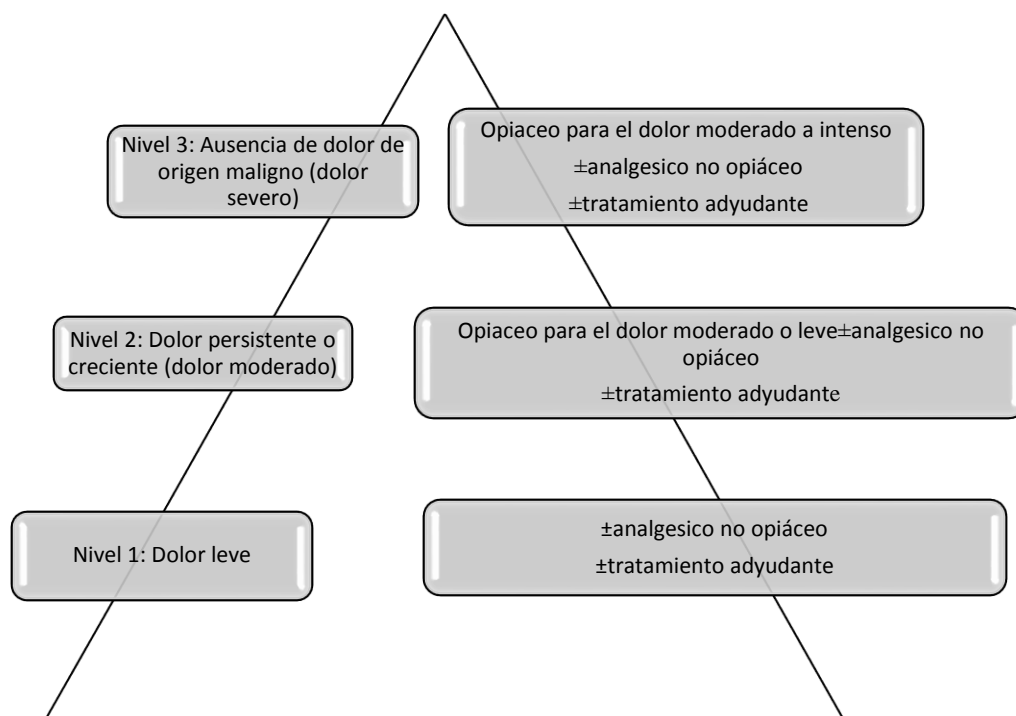 Nivel 3: Ausencia de dolor de
origen maligno (dolor
severo)
Opiaceo para el dolor moderado a intenso
±analgesico no opiáceo
±tratamiento adyudante
Nivel 2: Dolor persistente o
creciente (dolor moderado)
Opiaceo para el dolor moderado o leve±analgesico no
opiáceo
±tratamiento adyudante
Nivel 1: Dolor leve
±analgesico no opiáceo
±tratamiento adyudante